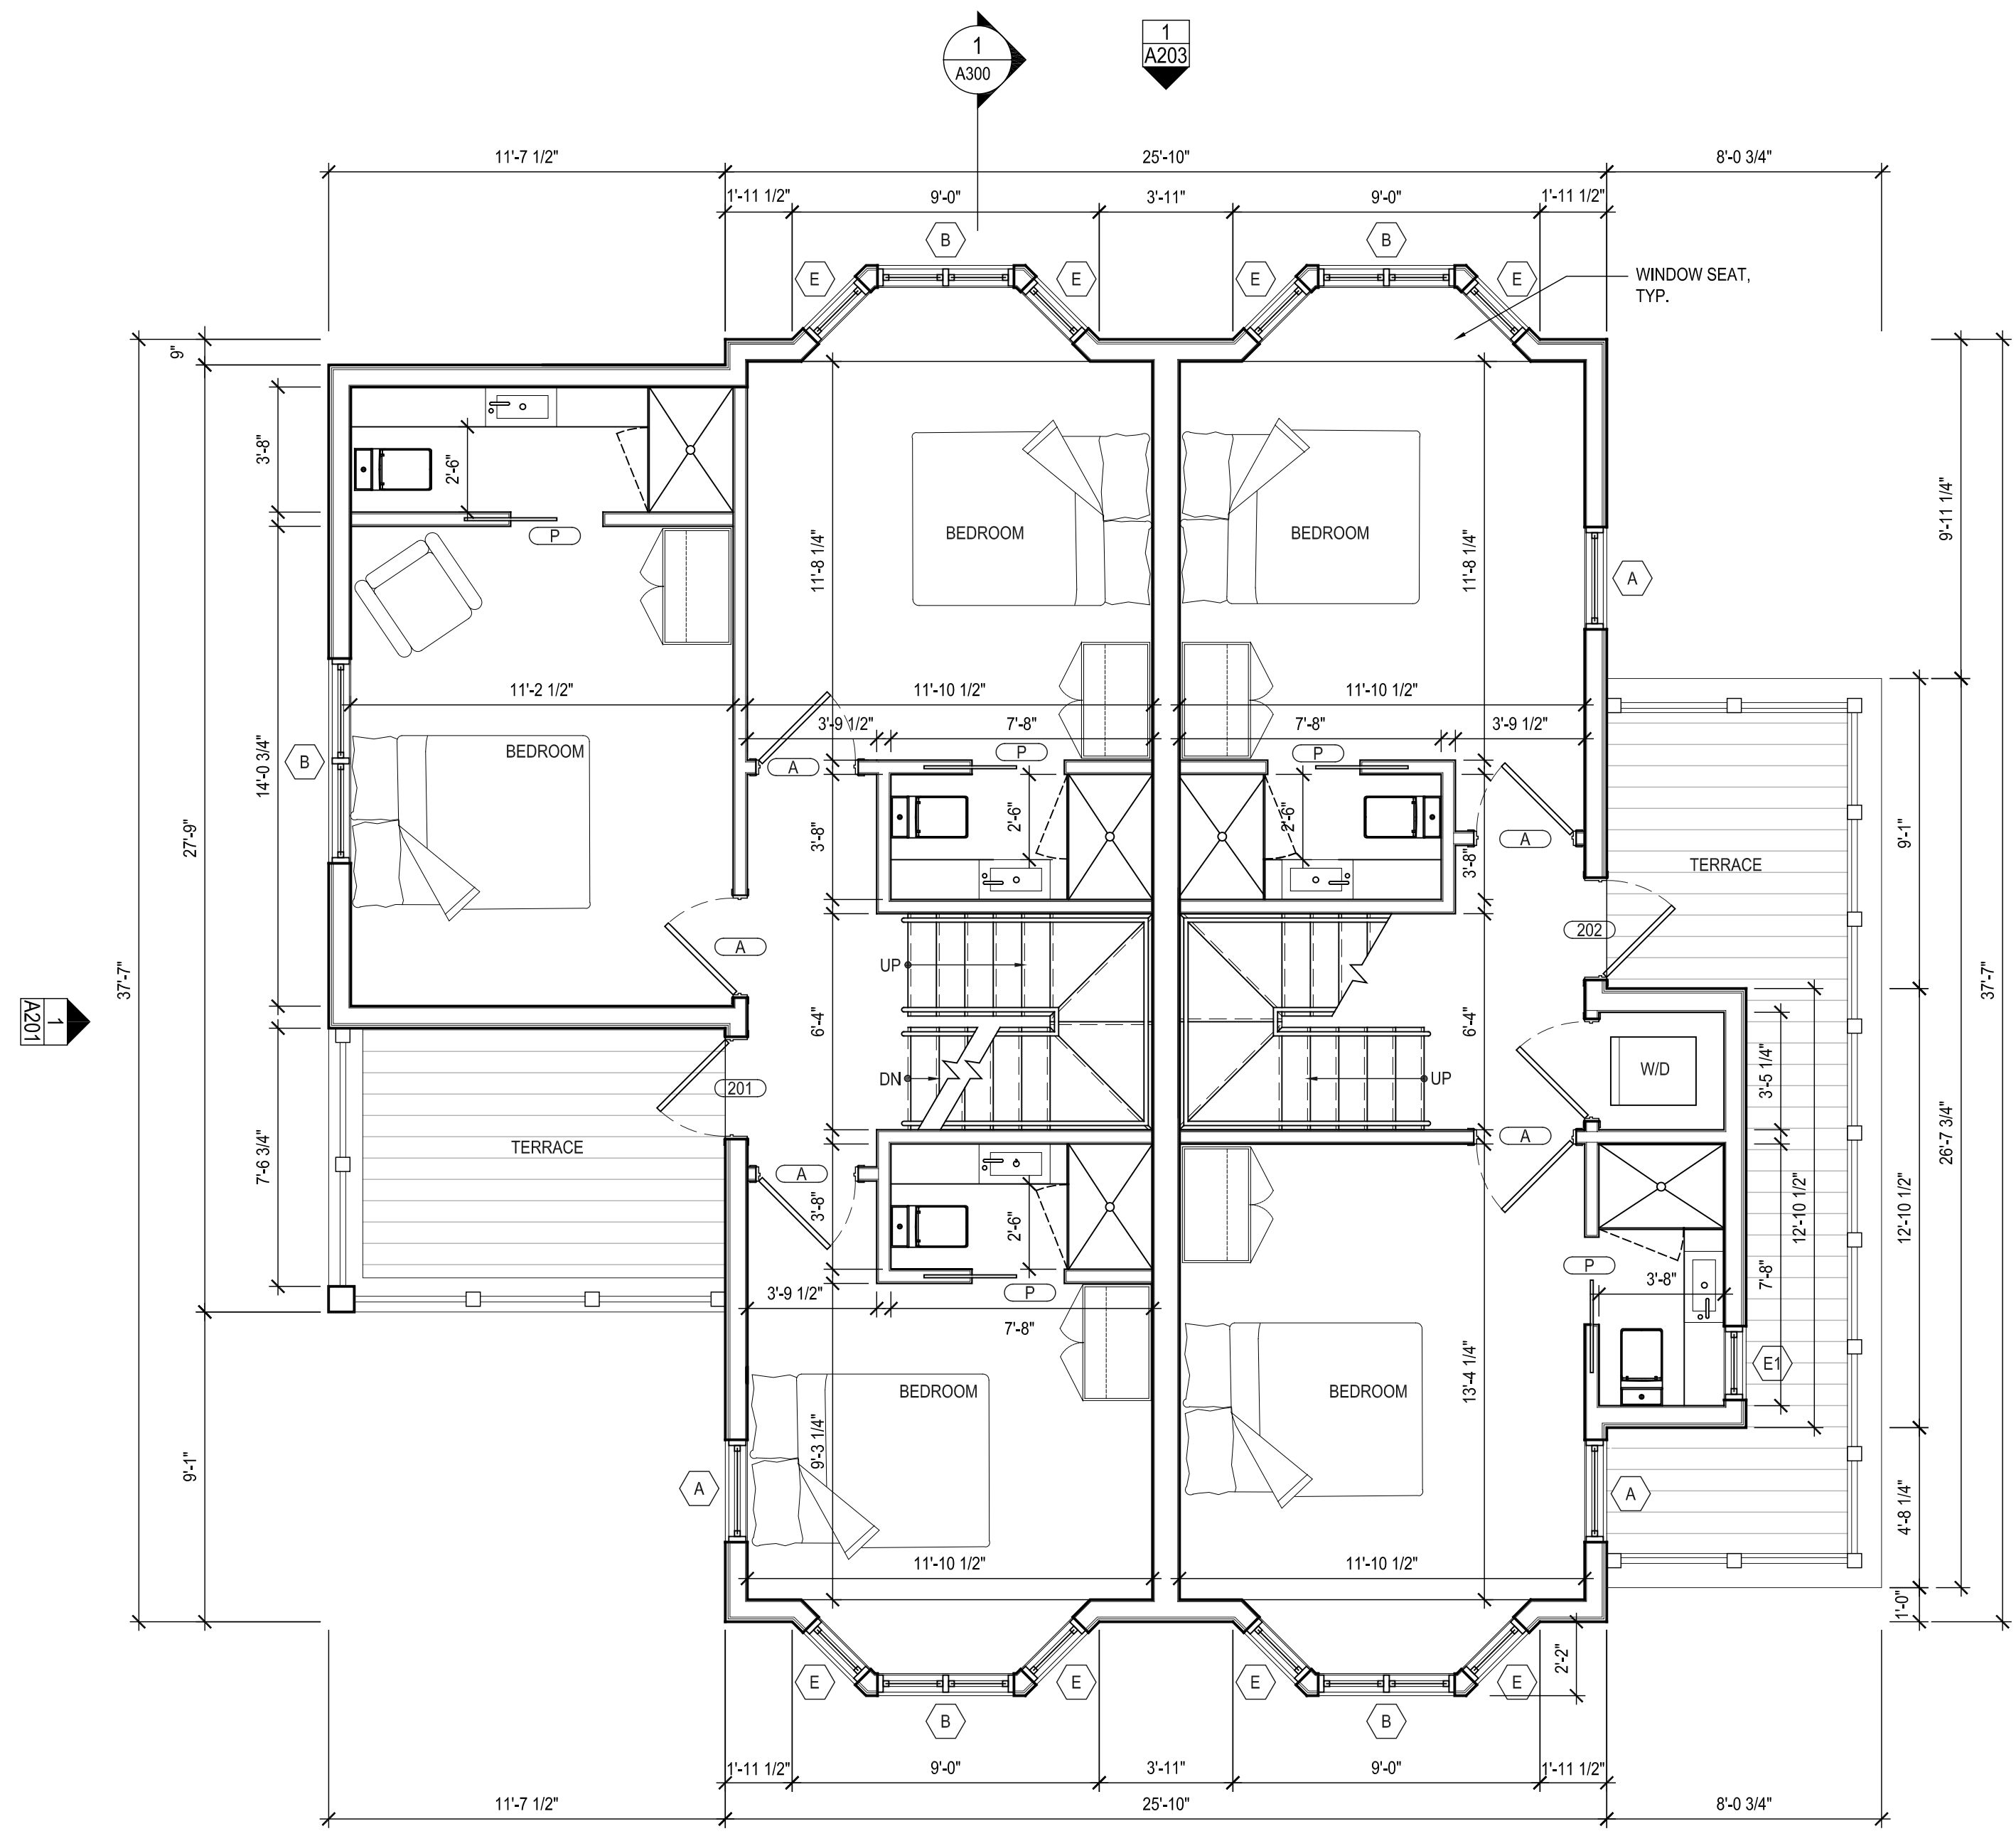 1
A300
1
A203
11'-7 1/2"
25'-10"
8'-0 3/4"
1'-11 1/2"
9'-0"
3'-11"
9'-0"
1'-11 1/2"
B
B
E
E
E
E
WINDOW SEAT,
TYP.
9"
3'-8"
2'-6"
P
BEDROOM
BEDROOM
11'-8 1/4"
11'-8 1/4"
9'-11 1/4"
A
11'-2 1/2"
11'-10 1/2"
11'-10 1/2"
3'-9 1/2"
7'-8"
7'-8"
3'-9 1/2"
BEDROOM
B
14'-0 3/4"
27'-9"
A
P
P
3'-8"
2'-6"
2'-6"
3'-8"
A
TERRACE
9'-1"
A
202
UP
37'-7"
37'-7"
1
A201
6'-4"
6'-4"
DN
UP
W/D
3'-5 1/4"
201
TERRACE
7'-6 3/4"
A
3'-8"
2'-6"
A
26'-7 3/4"
12'-10 1/2"
12'-10 1/2"
P
3'-8"
7'-8"
3'-9 1/2"
P
7'-8"
E1
BEDROOM
BEDROOM
13'-4 1/4"
9'-3 1/4"
9'-1"
A
A
4'-8 1/4"
11'-10 1/2"
11'-10 1/2"
1'-0"
2'-2"
E
E
E
E
B
B
1'-11 1/2"
9'-0"
3'-11"
9'-0"
1'-11 1/2"
11'-7 1/2"
25'-10"
8'-0 3/4"